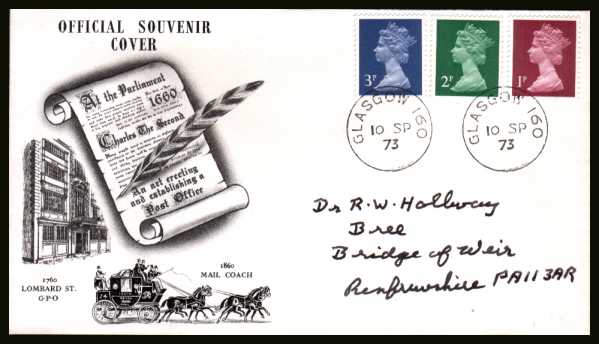 OFFICIAL SOUVENIR
COVER
At the Parliament
1660
Charles The Second
An act erecting
and establishing a
Post Office
1760
LOMBARD ST.
G·P·O
1860
MAIL COACH
3P
2P
1P
GLASGOW 160
10 SP
73
GLASGOW 160
10 SP
73
Dr R.W. Hollway
Bree
Bridge of Weir
Renfrewshire PA11 3AR